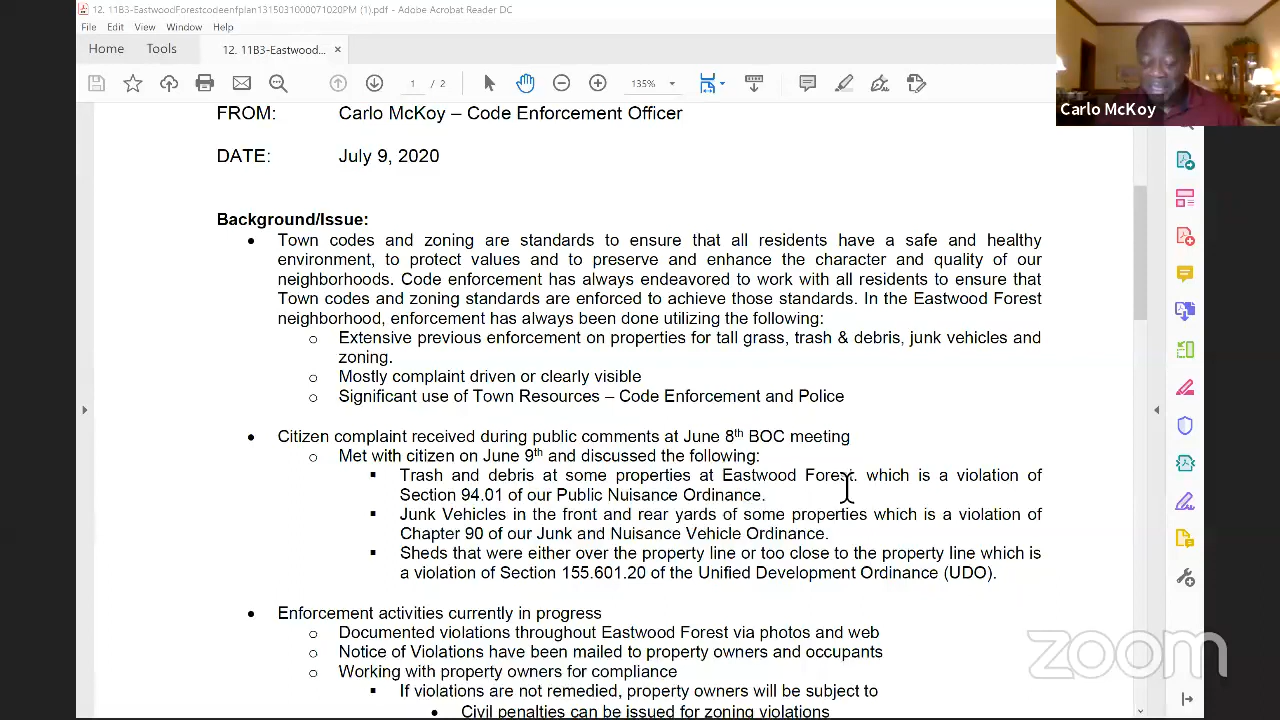 12. 11B3-EastwoodForestcodeenfplan1315031000071020PM (1).pdf - Adobe Acrobat Reader DC
File Edit View Window Help
Home Tools 12. 11B3-Eastwood... ×
1 / 2 135%
Carlo McKoy
FROM: Carlo McKoy – Code Enforcement Officer
DATE: July 9, 2020
Background/Issue:
• Town codes and zoning are standards to ensure that all residents have a safe and healthy
environment, to protect values and to preserve and enhance the character and quality of our
neighborhoods. Code enforcement has always endeavored to work with all residents to ensure that
Town codes and zoning standards are enforced to achieve those standards. In the Eastwood Forest
neighborhood, enforcement has always been done utilizing the following:
o Extensive previous enforcement on properties for tall grass, trash & debris, junk vehicles and
zoning.
o Mostly complaint driven or clearly visible
o Significant use of Town Resources – Code Enforcement and Police
• Citizen complaint received during public comments at June 8th BOC meeting
o Met with citizen on June 9th and discussed the following:
▪ Trash and debris at some properties at Eastwood Forest. which is a violation of
Section 94.01 of our Public Nuisance Ordinance.
▪ Junk Vehicles in the front and rear yards of some properties which is a violation of
Chapter 90 of our Junk and Nuisance Vehicle Ordinance.
▪ Sheds that were either over the property line or too close to the property line which is
a violation of Section 155.601.20 of the Unified Development Ordinance (UDO).
• Enforcement activities currently in progress
o Documented violations throughout Eastwood Forest via photos and web
o Notice of Violations have been mailed to property owners and occupants
o Working with property owners for compliance
▪ If violations are not remedied, property owners will be subject to
• Civil penalties can be issued for zoning violations
zoom